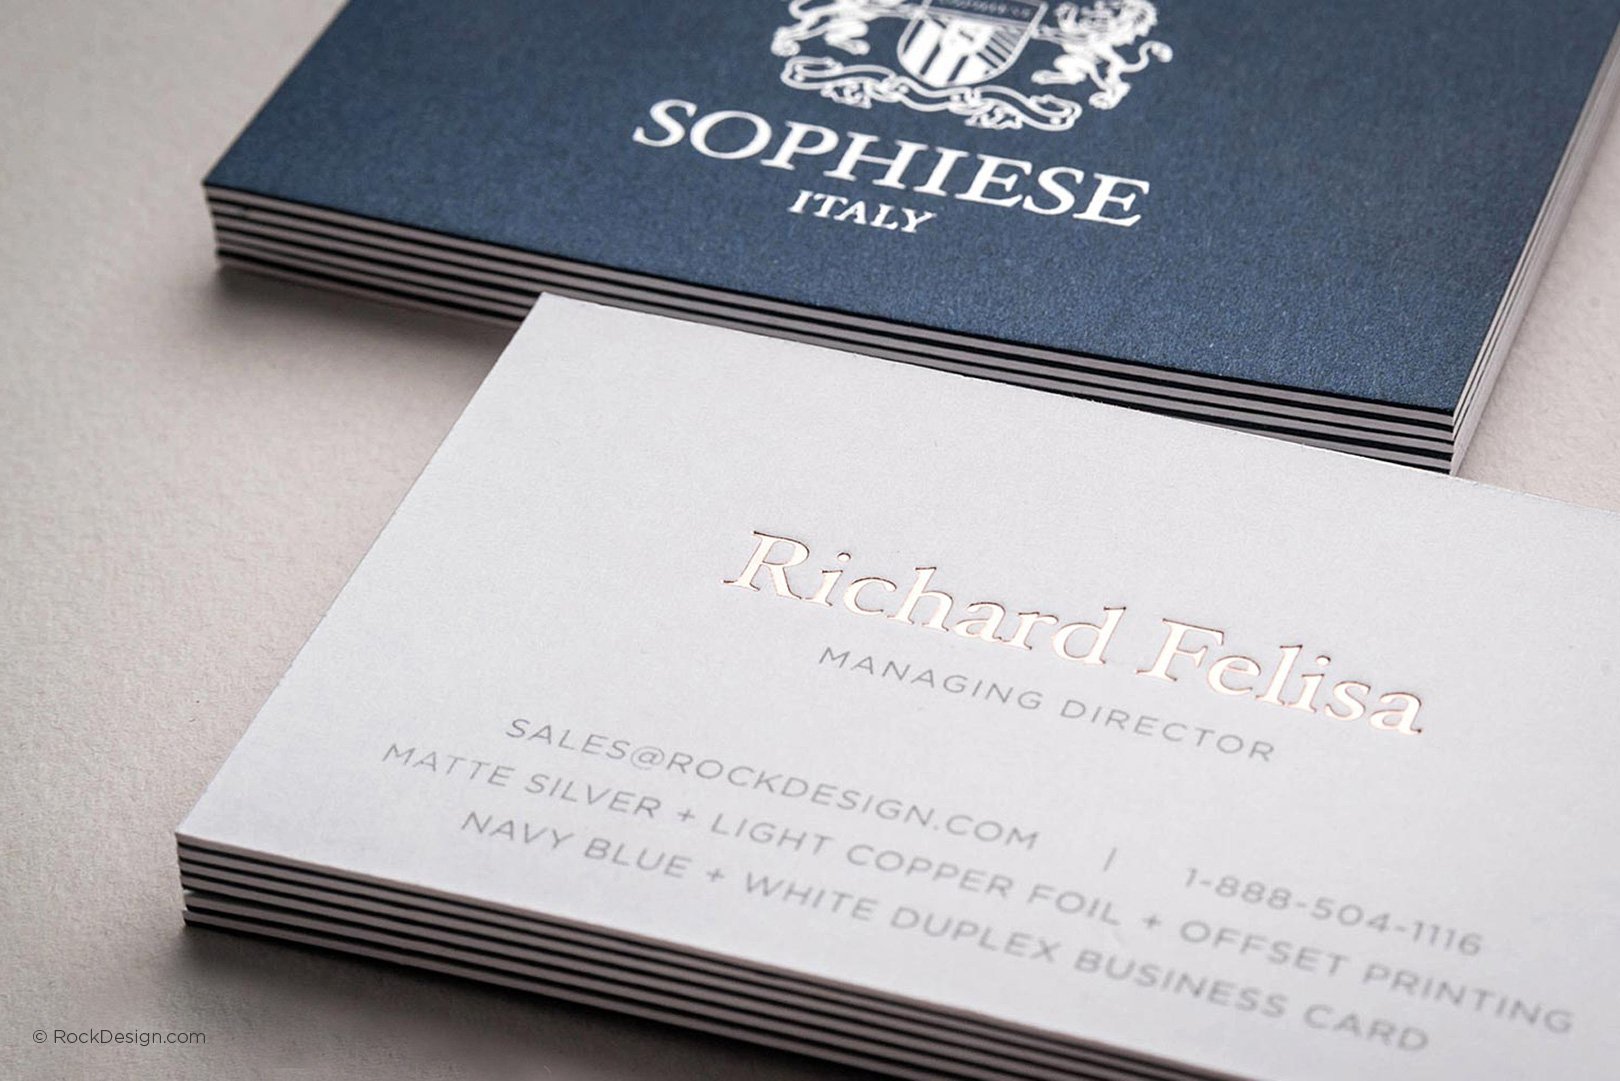 SOPHIESE
ITALY
Richard Felisa
MANAGING DIRECTOR
SALES@ROCKDESIGN.COM | 1-888-504-1116
MATTE SILVER + LIGHT COPPER FOIL + OFFSET PRINTING
NAVY BLUE + WHITE DUPLEX BUSINESS CARD
© RockDesign.com